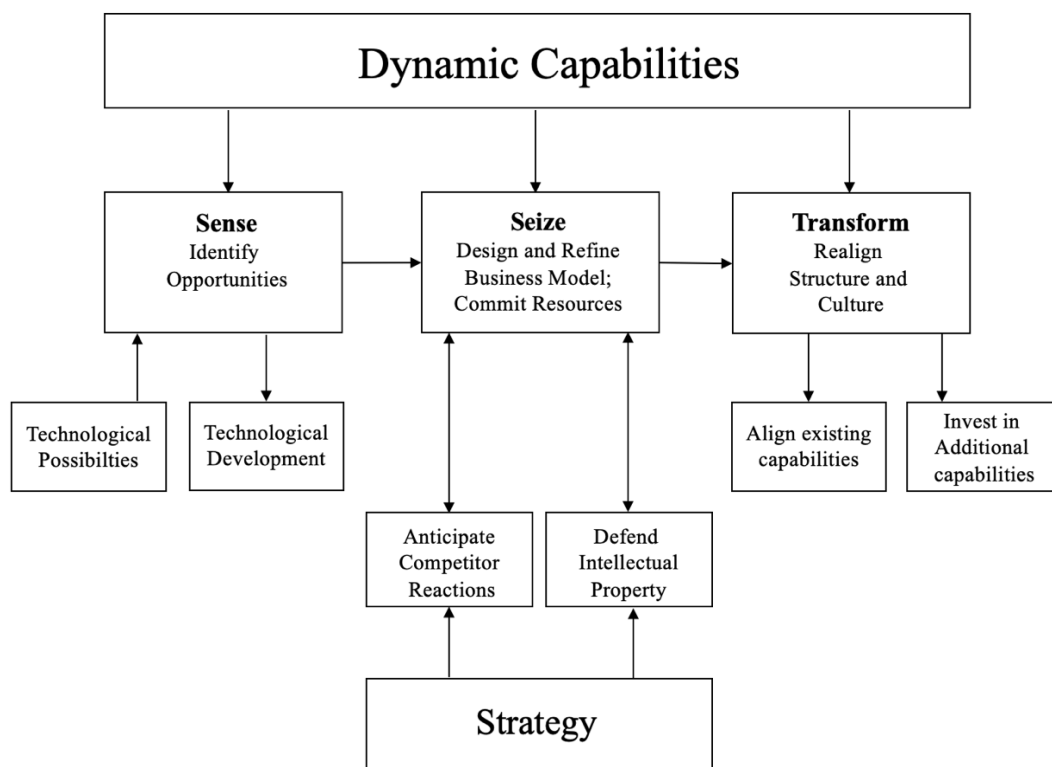 Dynamic Capabilities
Sense
Identify
Opportunities
Seize
Design and Refine
Business Model;
Commit Resources
Transform
Realign
Structure and
Culture
Technological
Possibilties
Technological
Development
Align existing
capabilities
Invest in
Additional
capabilities
Anticipate
Competitor
Reactions
Defend
Intellectual
Property
Strategy